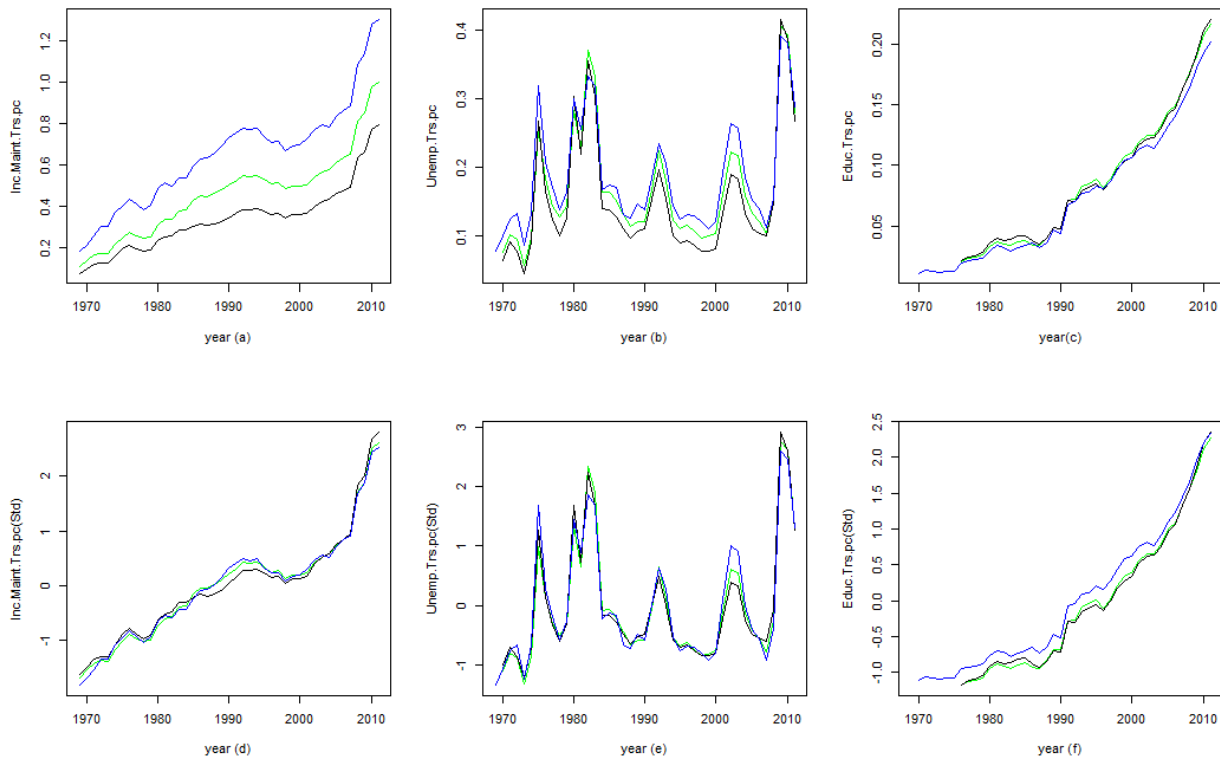 Inc.Maint.Trs.pc
0.2 0.4 0.6 0.8 1.0 1.2
1970 1980 1990 2000 2010
year (a)
Unemp.Trs.pc
0.1 0.2 0.3 0.4
1970 1980 1990 2000 2010
year (b)
Educ.Trs.pc
0.05 0.10 0.15 0.20
1970 1980 1990 2000 2010
year(c)
Inc.Maint.Trs.pc(Std)
-1 0 1 2
1970 1980 1990 2000 2010
year (d)
Unemp.Trs.pc(Std)
-1 0 1 2 3
1970 1980 1990 2000 2010
year (e)
Educ.Trs.pc(Std)
-1.0 -0.5 0.0 0.5 1.0 1.5 2.0 2.5
1970 1980 1990 2000 2010
year (f)